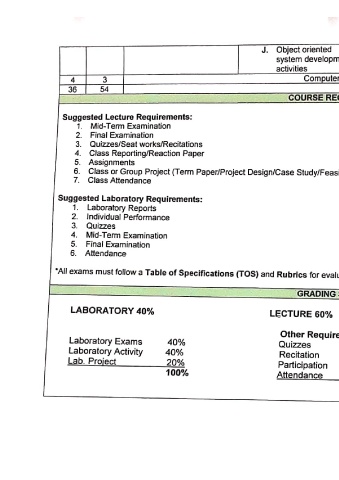 J. Object oriented
system developm
activities
4 3 Compute
36 54
COURSE REQ
Suggested Lecture Requirements:
1. Mid-Term Examination
2. Final Examination
3. Quizzes/Seat works/Recitations
4. Class Reporting/Reaction Paper
5. Assignments
6. Class or Group Project (Term Paper/Project Design/Case Study/Feasi
7. Class Attendance
Suggested Laboratory Requirements:
1. Laboratory Reports
2. Individual Performance
3. Quizzes
4. Mid-Term Examination
5. Final Examination
6. Attendance
*All exams must follow a Table of Specifications (TOS) and Rubrics for evalu
GRADING
LABORATORY 40% LECTURE 60%
Other Require
Laboratory Exams 40% Quizzes
Laboratory Activity 40% Recitation
Lab. Project 20% Participation
100% Attendance